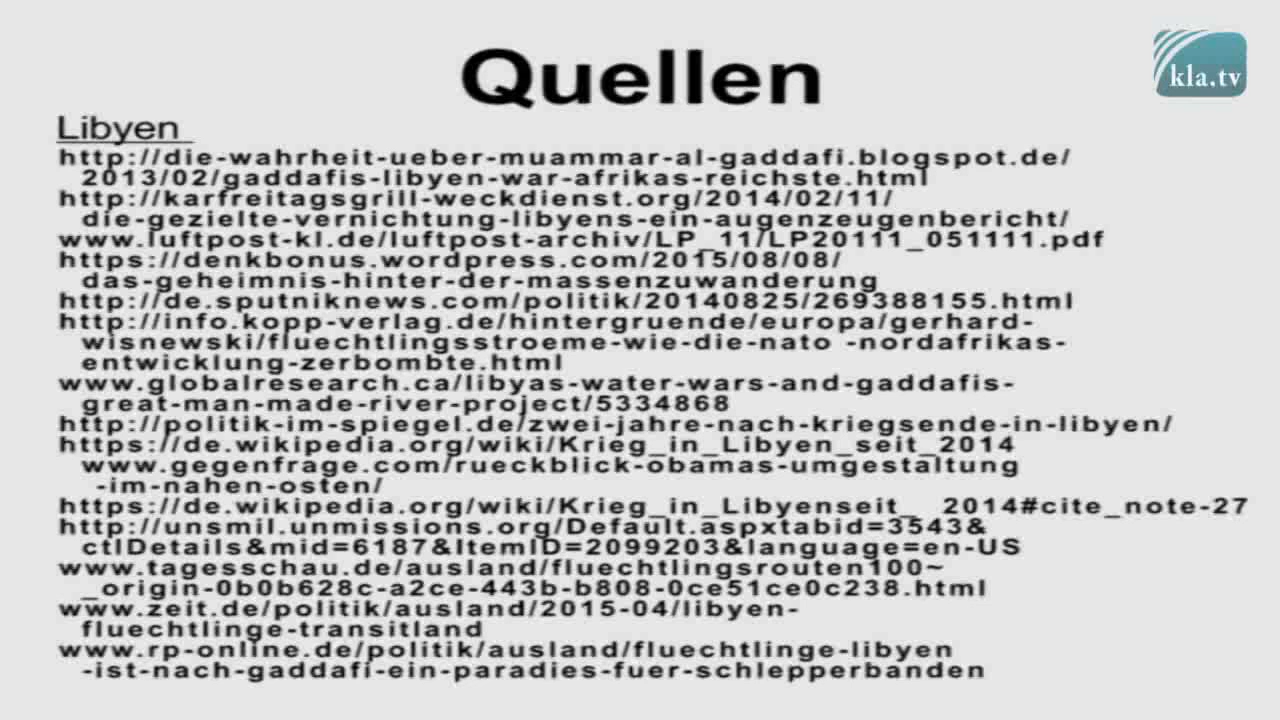 Quellen
kla.tv
Libyen
http://die-wahrheit-ueber-muammar-al-gaddafi.blogspot.de/
2013/02/gaddafis-libyen-war-afrikas-reichste.html
http://karfreitagsgrill-weckdienst.org/2014/02/11/
die-gezielte-vernichtung-libyens-ein-augenzeugenbericht/
www.luftpost-kl.de/luftpost-archiv/LP_11/LP20111_051111.pdf
https://denkbonus.wordpress.com/2015/08/08/
das-geheimnis-hinter-der-massenzuwanderung
http://de.sputniknews.com/politik/20140825/269388155.html
http://info.kopp-verlag.de/hintergruende/europa/gerhard-
wisnewski/fluechtlingsstroeme-wie-die-nato -nordafrikas-
entwicklung-zerbombte.html
www.globalresearch.ca/libyas-water-wars-and-gaddafis-
great-man-made-river-project/5334868
http://politik-im-spiegel.de/zwei-jahre-nach-kriegsende-in-libyen/
https://de.wikipedia.org/wiki/Krieg_in_Libyen_seit_2014
www.gegenfrage.com/rueckblick-obamas-umgestaltung
-im-nahen-osten/
https://de.wikipedia.org/wiki/Krieg_in_Libyenseit_ 2014#cite_note-27
http://unsmil.unmissions.org/Default.aspxtabid=3543&
ctlDetails&mid=6187&ItemID=2099203&language=en-US
www.tagesschau.de/ausland/fluechtlingsrouten100~
_origin-0b0b628c-a2ce-443b-b808-0ce51ce0c238.html
www.zeit.de/politik/ausland/2015-04/libyen-
fluechtlinge-transitland
www.rp-online.de/politik/ausland/fluechtlinge-libyen
-ist-nach-gaddafi-ein-paradies-fuer-schlepperbanden